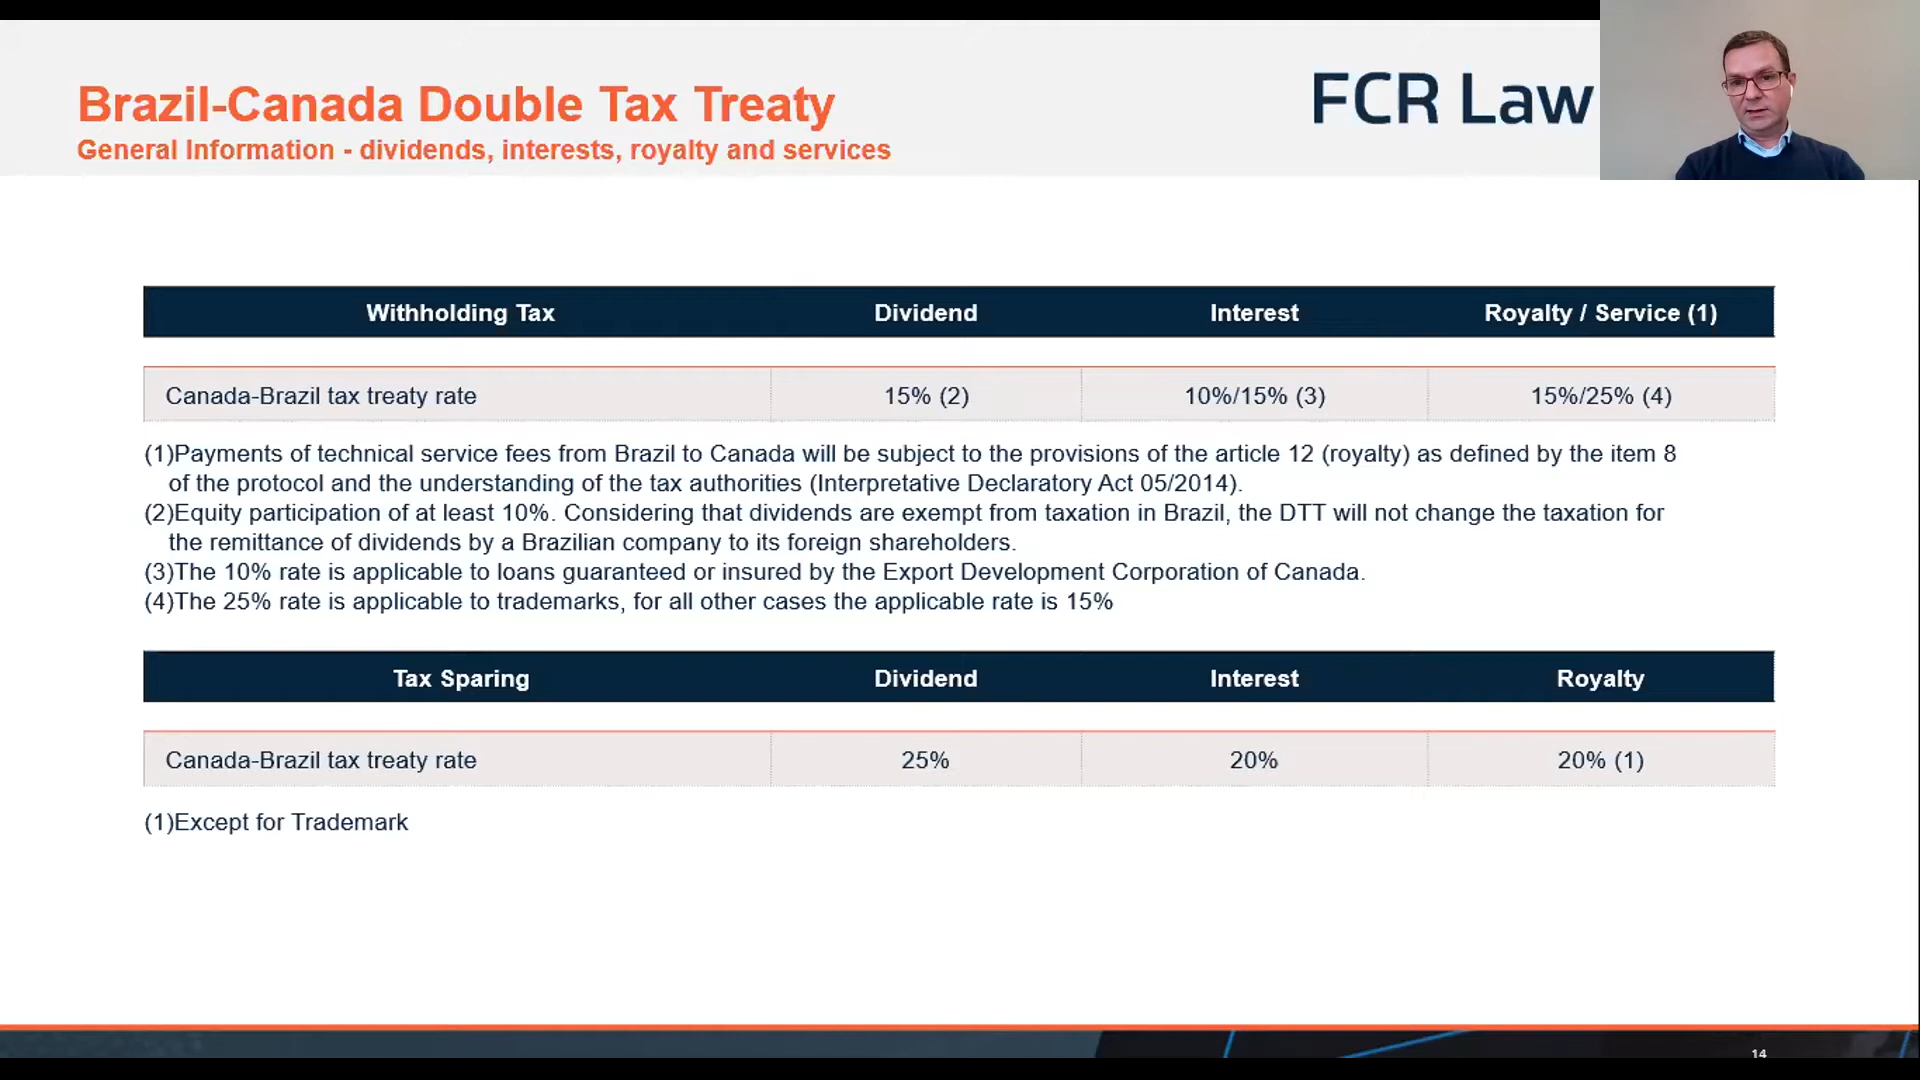 Brazil-Canada Double Tax Treaty
General Information - dividends, interests, royalty and services
FCR Law
Withholding Tax Dividend Interest Royalty / Service (1)
Canada-Brazil tax treaty rate 15% (2) 10%/15% (3) 15%/25% (4)
(1)Payments of technical service fees from Brazil to Canada will be subject to the provisions of the article 12 (royalty) as defined by the item 8
of the protocol and the understanding of the tax authorities (Interpretative Declaratory Act 05/2014).
(2)Equity participation of at least 10%. Considering that dividends are exempt from taxation in Brazil, the DTT will not change the taxation for
the remittance of dividends by a Brazilian company to its foreign shareholders.
(3)The 10% rate is applicable to loans guaranteed or insured by the Export Development Corporation of Canada.
(4)The 25% rate is applicable to trademarks, for all other cases the applicable rate is 15%
Tax Sparing Dividend Interest Royalty
Canada-Brazil tax treaty rate 25% 20% 20% (1)
(1)Except for Trademark
14